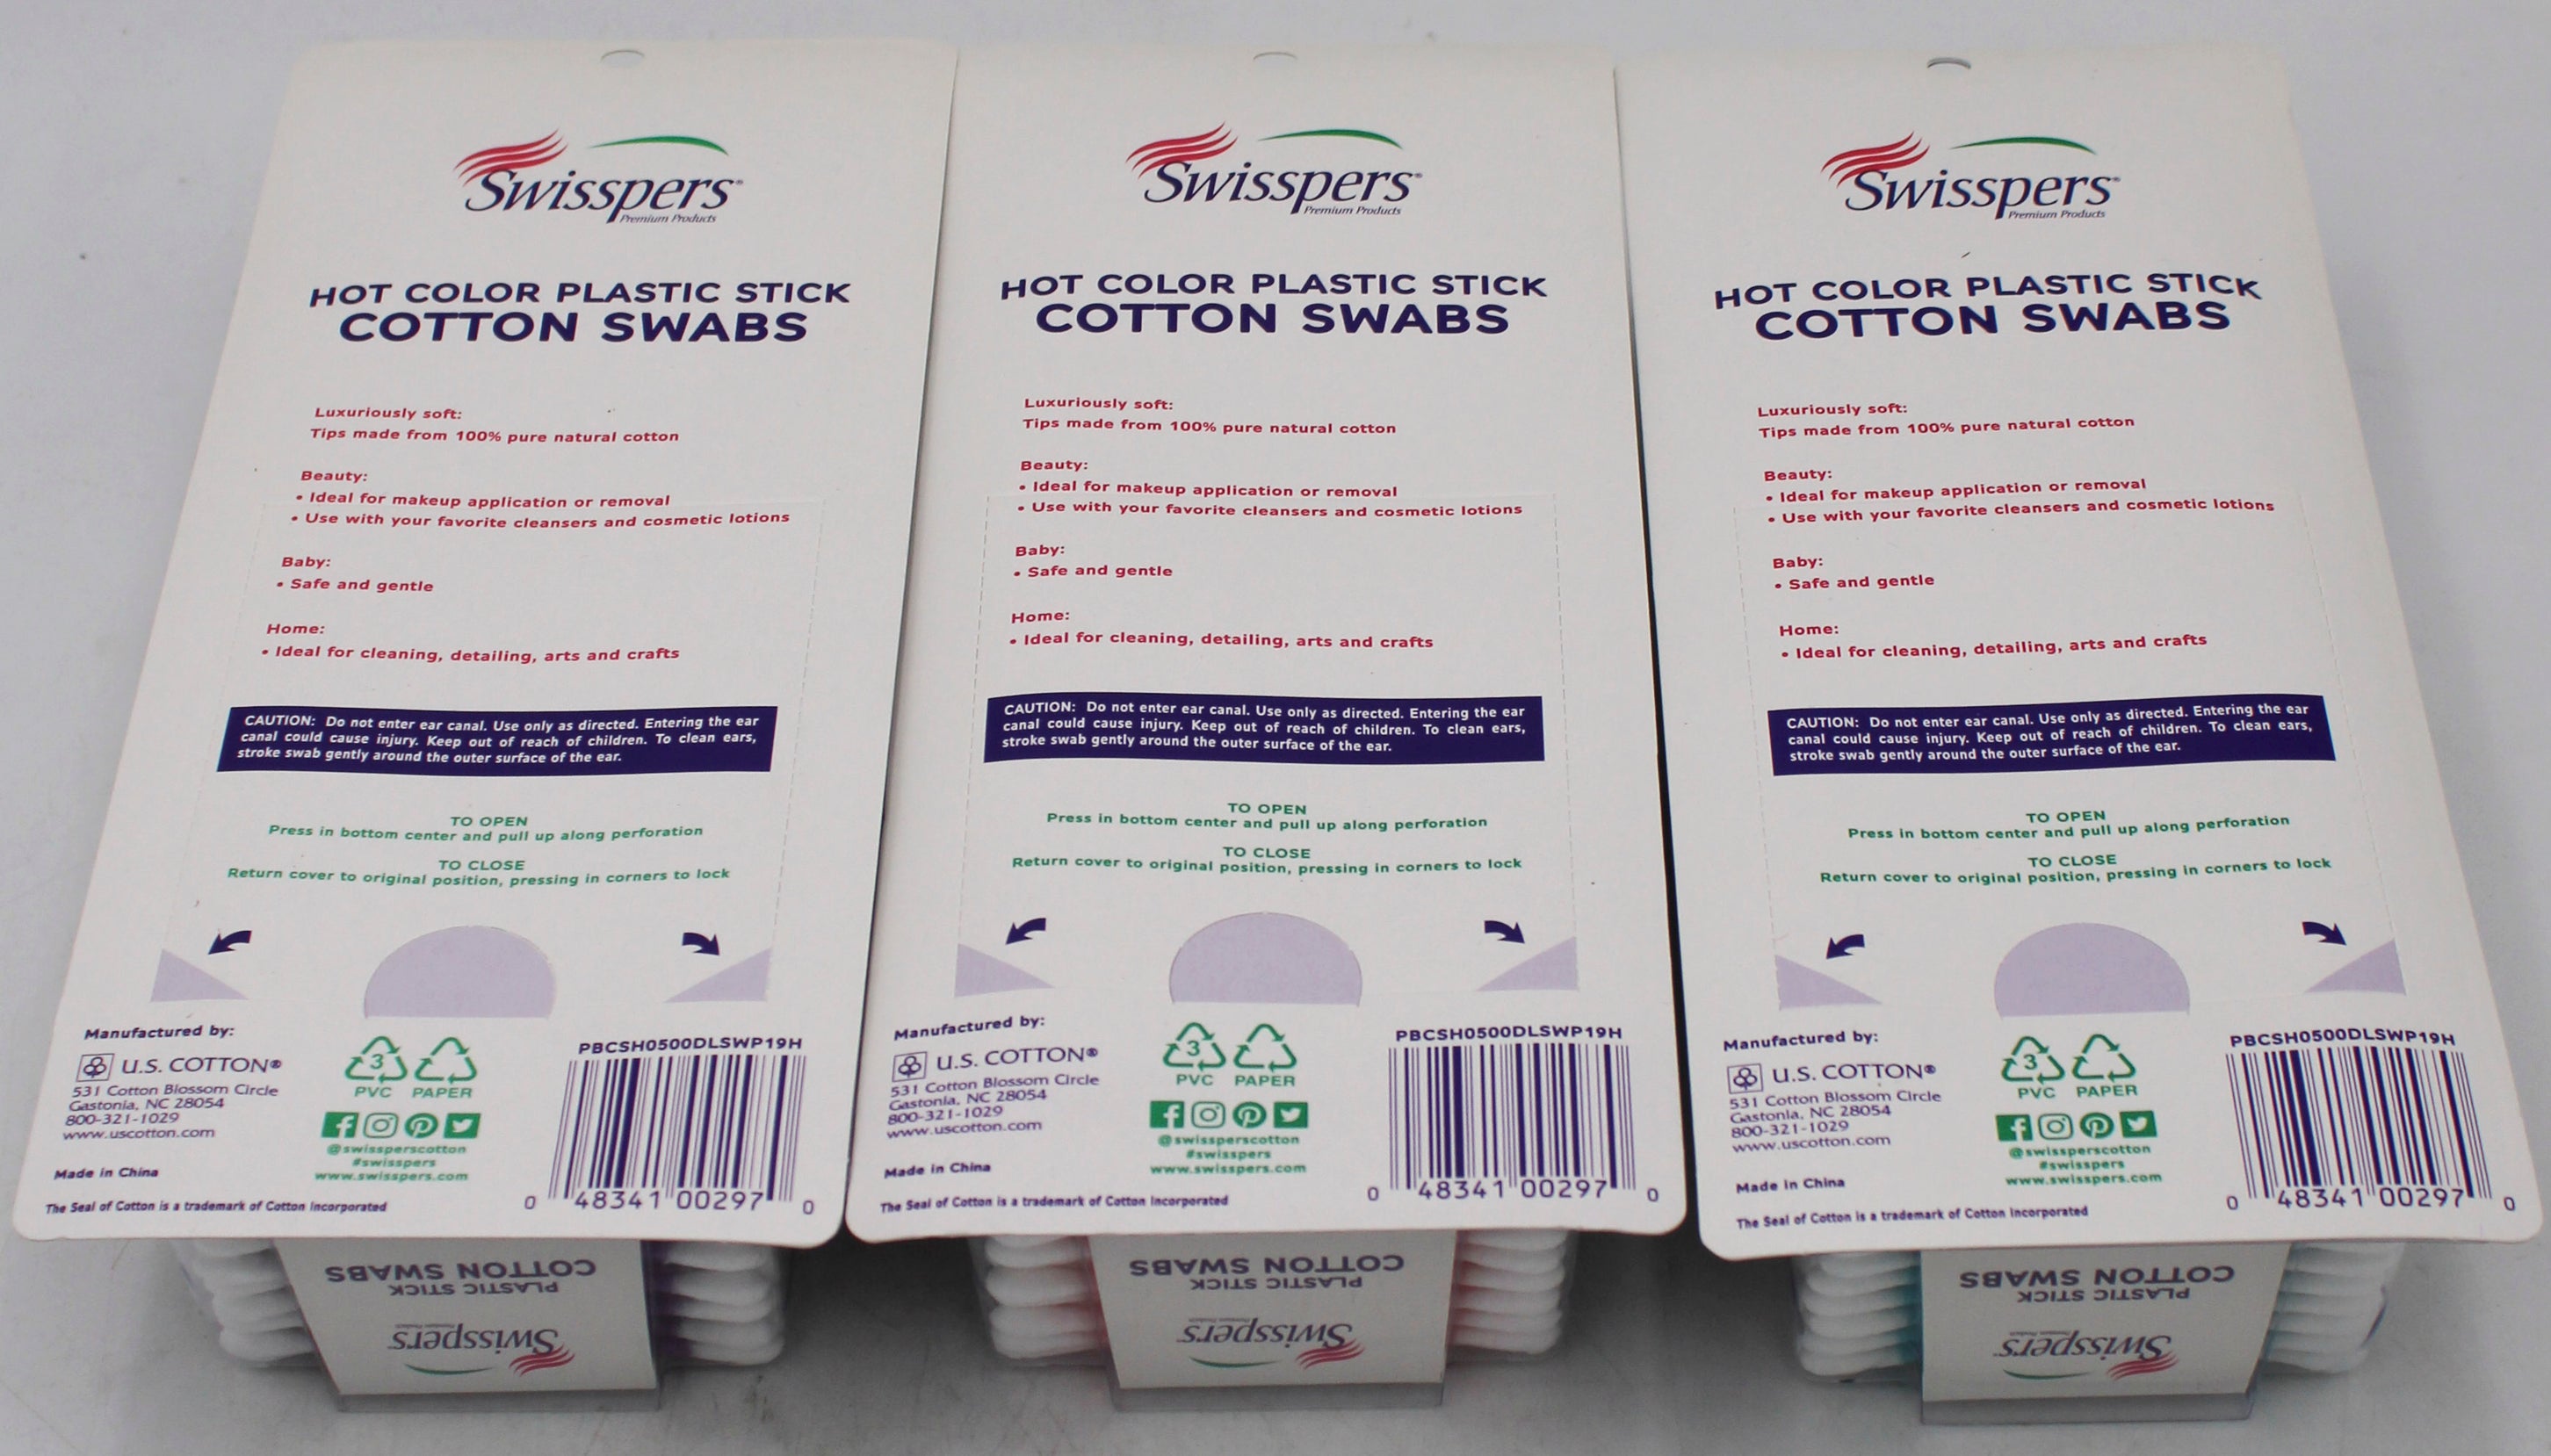 Swisspers®
Premium Products
HOT COLOR PLASTIC STICK
COTTON SWABS
Luxuriously soft:
Tips made from 100% pure natural cotton
Beauty:
• Ideal for makeup application or removal
• Use with your favorite cleansers and cosmetic lotions
Baby:
• Safe and gentle
Home:
• Ideal for cleaning, detailing, arts and crafts
CAUTION: Do not enter ear canal. Use only as directed. Entering the ear
canal could cause injury. Keep out of reach of children. To clean ears,
stroke swab gently around the outer surface of the ear.
TO OPEN
Press in bottom center and pull up along perforation
TO CLOSE
Return cover to original position, pressing in corners to lock
Manufactured by:
U.S. COTTON®
531 Cotton Blossom Circle
Gastonia, NC 28054
800-321-1029
www.uscotton.com
Made in China
The Seal of Cotton is a trademark of Cotton Incorporated
3
PVC PAPER
@swissperscotton
#swisspers
www.swisspers.com
PBCSH0500DLSWP19H
0 48341 00297 0
COTTON SWABS
PLASTIC STICK
Swisspers
Premium Products
Swisspers®
Premium Products
HOT COLOR PLASTIC STICK
COTTON SWABS
Luxuriously soft:
Tips made from 100% pure natural cotton
Beauty:
• Ideal for makeup application or removal
• Use with your favorite cleansers and cosmetic lotions
Baby:
• Safe and gentle
Home:
• Ideal for cleaning, detailing, arts and crafts
CAUTION: Do not enter ear canal. Use only as directed. Entering the ear
canal could cause injury. Keep out of reach of children. To clean ears,
stroke swab gently around the outer surface of the ear.
TO OPEN
Press in bottom center and pull up along perforation
TO CLOSE
Return cover to original position, pressing in corners to lock
Manufactured by:
U.S. COTTON®
531 Cotton Blossom Circle
Gastonia, NC 28054
800-321-1029
www.uscotton.com
Made in China
The Seal of Cotton is a trademark of Cotton Incorporated
3
PVC PAPER
@swissperscotton
#swisspers
www.swisspers.com
PBCSH0500DLSWP19H
0 48341 00297 0
COTTON SWABS
PLASTIC STICK
Swisspers
Premium Products
Swisspers®
Premium Products
HOT COLOR PLASTIC STICK
COTTON SWABS
Luxuriously soft:
Tips made from 100% pure natural cotton
Beauty:
• Ideal for makeup application or removal
• Use with your favorite cleansers and cosmetic lotions
Baby:
• Safe and gentle
Home:
• Ideal for cleaning, detailing, arts and crafts
CAUTION: Do not enter ear canal. Use only as directed. Entering the ear
canal could cause injury. Keep out of reach of children. To clean ears,
stroke swab gently around the outer surface of the ear.
TO OPEN
Press in bottom center and pull up along perforation
TO CLOSE
Return cover to original position, pressing in corners to lock
Manufactured by:
U.S. COTTON®
531 Cotton Blossom Circle
Gastonia, NC 28054
800-321-1029
www.uscotton.com
Made in China
The Seal of Cotton is a trademark of Cotton Incorporated
3
PVC PAPER
@swissperscotton
#swisspers
www.swisspers.com
PBCSH0500DLSWP19H
0 48341 00297 0
COTTON SWABS
PLASTIC STICK
Swisspers
Premium Products